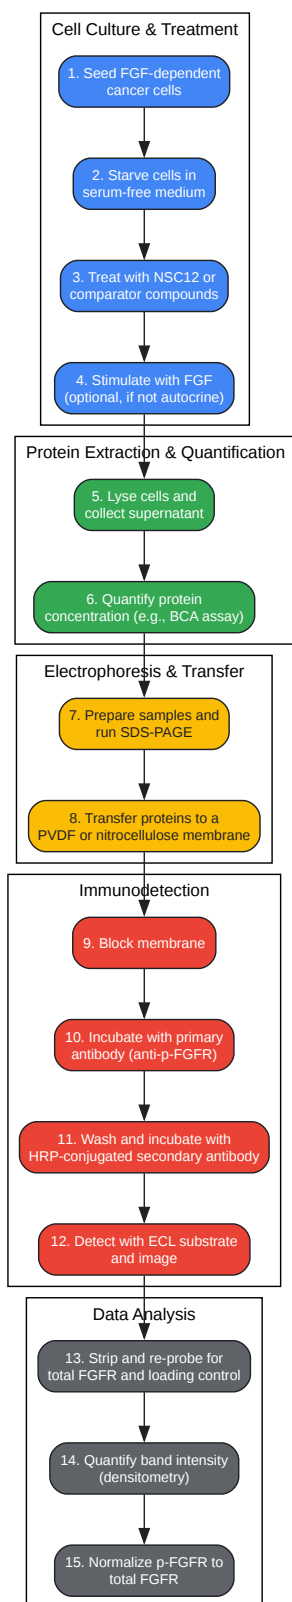 Cell Culture & Treatment
1. Seed FGF-dependent
cancer cells
2. Starve cells in
serum-free medium
3. Treat with NSC12 or
comparator compounds
4. Stimulate with FGF
(optional, if not autocrine)
Protein Extraction & Quantification
5. Lyse cells and
collect supernatant
6. Quantify protein
concentration (e.g., BCA assay)
Electrophoresis & Transfer
7. Prepare samples and
run SDS-PAGE
8. Transfer proteins to a
PVDF or nitrocellulose membrane
Immunodetection
9. Block membrane
10. Incubate with primary
antibody (anti-p-FGFR)
11. Wash and incubate with
HRP-conjugated secondary antibody
12. Detect with ECL substrate
and image
Data Analysis
13. Strip and re-probe for
total FGFR and loading control
14. Quantify band intensity
(densitometry)
15. Normalize p-FGFR to
total FGFR